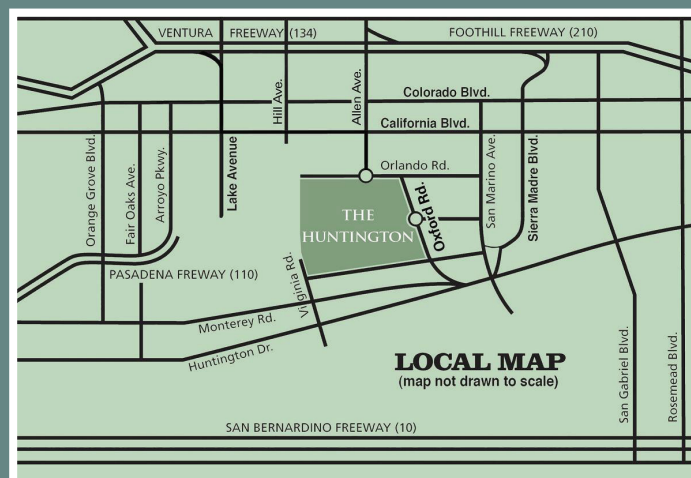 VENTURA FREEWAY (134)
FOOTHILL FREEWAY (210)
Hill Ave.
Allen Ave.
Colorado Blvd.
California Blvd.
Orange Grove Blvd.
Fair Oaks Ave.
Arroyo Pkwy.
Lake Avenue
Orlando Rd.
San Marino Ave.
Sierra Madre Blvd.
THE
HUNTINGTON
Oxford Rd.
PASADENA FREWAY (110)
Virginia Rd.
Monterey Rd.
Huntington Dr.
LOCAL MAP
(map not drawn to scale)
San Gabriel Blvd.
Rosemead Blvd.
SAN BERNARDINO FREEWAY (10)